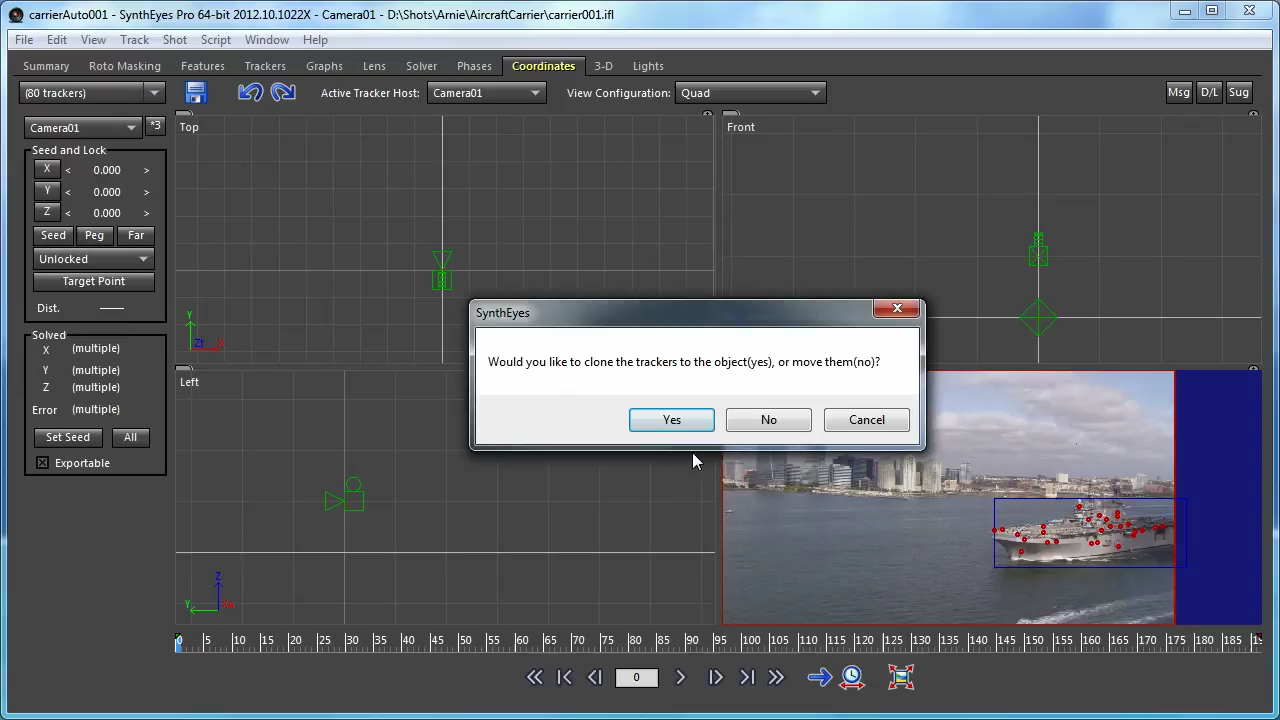 carrierAuto001 - SynthEyes Pro 64-bit 2012.10.1022X - Camera01 - D:\Shots\Arnie\AircraftCarrier\carrier001.ifl
File Edit View Track Shot Script Window Help
Summary Roto Masking Features Trackers Graphs Lens Solver Phases Coordinates 3-D Lights
(80 trackers) Active Tracker Host: Camera01 View Configuration: Quad Msg D/L Sug
Camera01 *3
Seed and Lock
X < 0.000 >
Y < 0.000 >
Z < 0.000 >
Seed Peg Far
Unlocked
Target Point
Dist.
Solved
X (multiple)
Y (multiple)
Z (multiple)
Error (multiple)
Set Seed All
Exportable
Top
Y
X
Front
Left
Z
Y
SynthEyes
Would you like to clone the trackers to the object(yes), or move them(no)?
Yes No Cancel
0 5 10 15 20 25 30 35 40 45 50 55 60 65 70 75 80 85 90 95 100 105 110 115 120 125 130 135 140 145 150 155 160 165 170 175 180 185 190
0